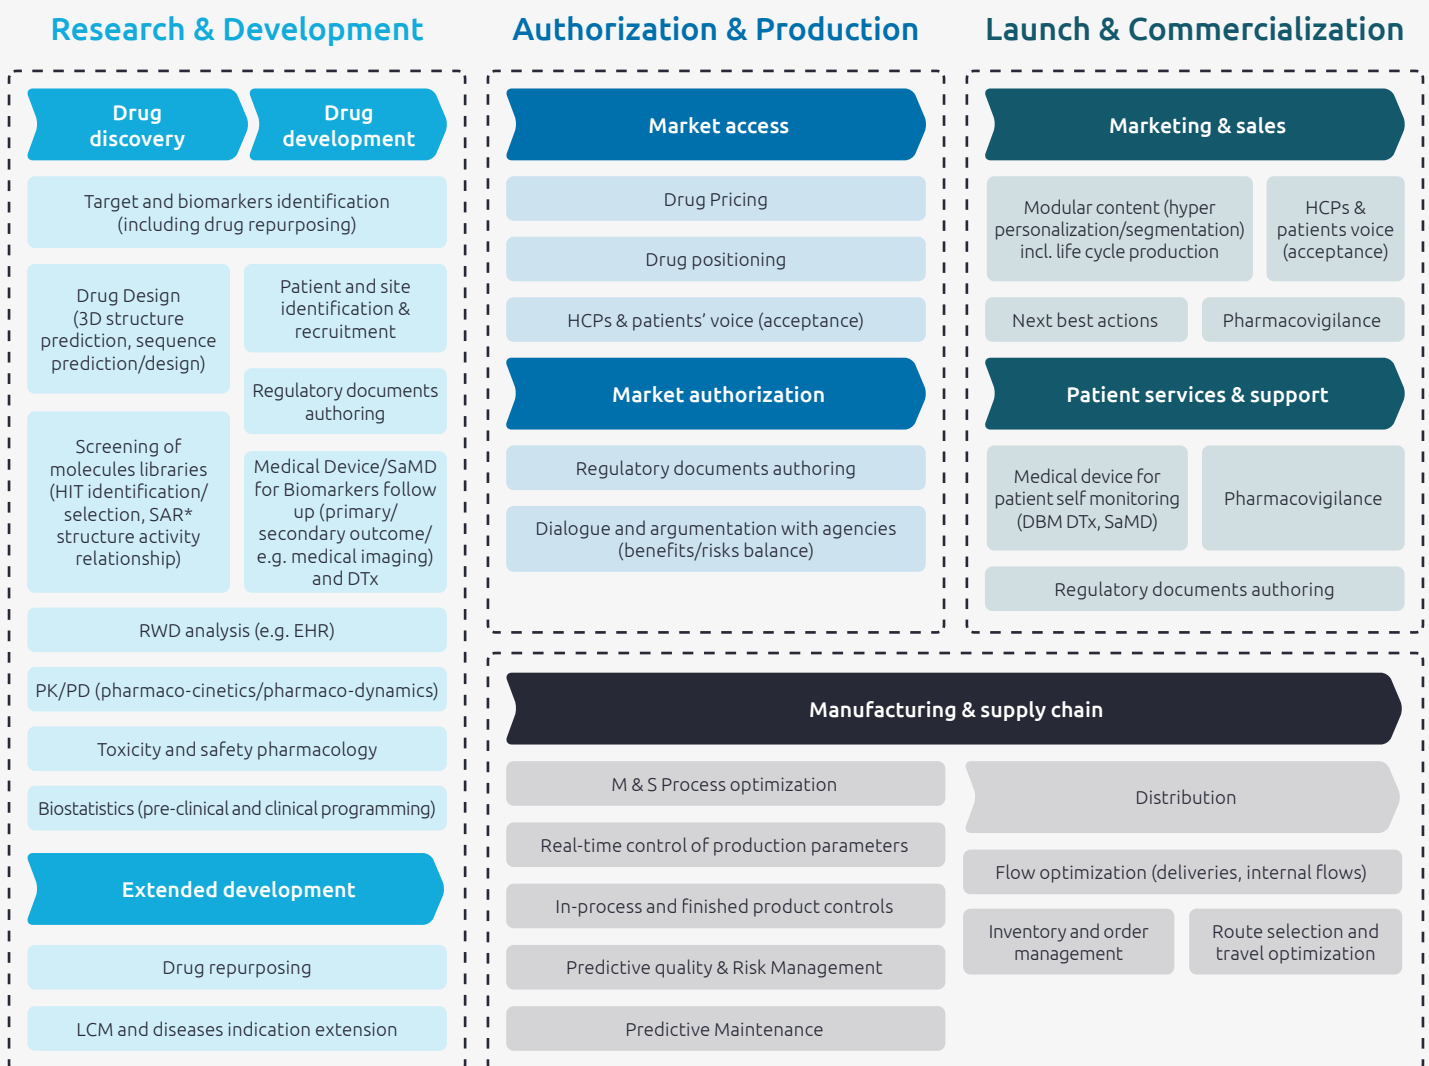 Research & Development
Drug
discovery
Drug
development
Target and biomarkers identification
(including drug repurposing)
Drug Design
(3D structure
prediction, sequence
prediction/design)
Screening of
molecules libraries
(HIT identification/
selection, SAR*
structure activity
relationship)
Patient and site
identification &
recruitment
Regulatory documents
authoring
Medical Device/SaMD
for Biomarkers follow
up (primary/
secondary outcome/
e.g. medical imaging)
and DTx
RWD analysis (e.g. EHR)
PK/PD (pharmaco-cinetics/pharmaco-dynamics)
Toxicity and safety pharmacology
Biostatistics (pre-clinical and clinical programming)
Extended development
Drug repurposing
LCM and diseases indication extension
Authorization & Production
Market access
Drug Pricing
Drug positioning
HCPs & patients’ voice (acceptance)
Market authorization
Regulatory documents authoring
Dialogue and argumentation with agencies
(benefits/risks balance)
Launch & Commercialization
Marketing & sales
Modular content (hyper
personalization/segmentation)
incl. life cycle production
HCPs &
patients voice
(acceptance)
Next best actions
Pharmacovigilance
Patient services & support
Medical device for
patient self monitoring
(DBM DTx, SaMD)
Pharmacovigilance
Regulatory documents authoring
Manufacturing & supply chain
M & S Process optimization
Real-time control of production parameters
In-process and finished product controls
Predictive quality & Risk Management
Predictive Maintenance
Distribution
Flow optimization (deliveries, internal flows)
Inventory and order
management
Route selection and
travel optimization